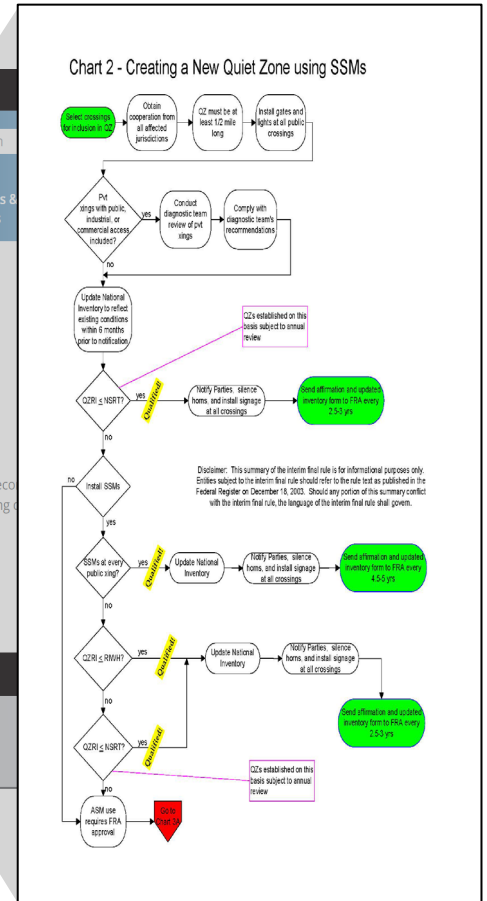 Chart 2 - Creating a New Quiet Zone using SSMs
Select crossings
for inclusion in QZ
Obtain
cooperation from
all affected
jurisdictions
QZ must be at
least 1/2 mile
long
Install gates and
lights at all public
crossings
Pvt
xings with public,
industrial, or
commercial access
included?
yes
Conduct
diagnostic team
review of pvt
xings
Comply with
diagnostic team's
recommendations
no
Update National
Inventory to reflect
existing conditions
within 6 months
prior to notification
QZs established on this
basis subject to annual
review
QZRI ≤ NSRT?
yes
Qualified!
Notify Parties, silence
horns, and install signage
at all crossings
Send affirmation and updated
inventory form to FRA every
2.5-3 yrs
no
Disclaimer: This summary of the interim final rule is for informational purposes only.
Entities subject to the interim final rule should refer to the rule text as published in the
Federal Register on December 18, 2003. Should any portion of this summary conflict
with the interim final rule, the language of the interim final rule shall govern.
no
Install SSMs
yes
SSMs at every
public xing?
yes
Qualified!
Update National
Inventory
Notify Parties, silence
horns, and install signage
at all crossings
Send affirmation and updated
inventory form to FRA every
4.5-5 yrs
no
QZRI ≤ RIWH?
yes
Qualified!
Update National
Inventory
Notify Parties, silence
horns, and install signage
at all crossings
Send affirmation and updated
inventory form to FRA every
2.5-3 yrs
no
QZRI ≤ NSRT?
yes
Qualified!
QZs established on this
basis subject to annual
review
no
ASM use
requires FRA
approval
Go to
Chart 3A